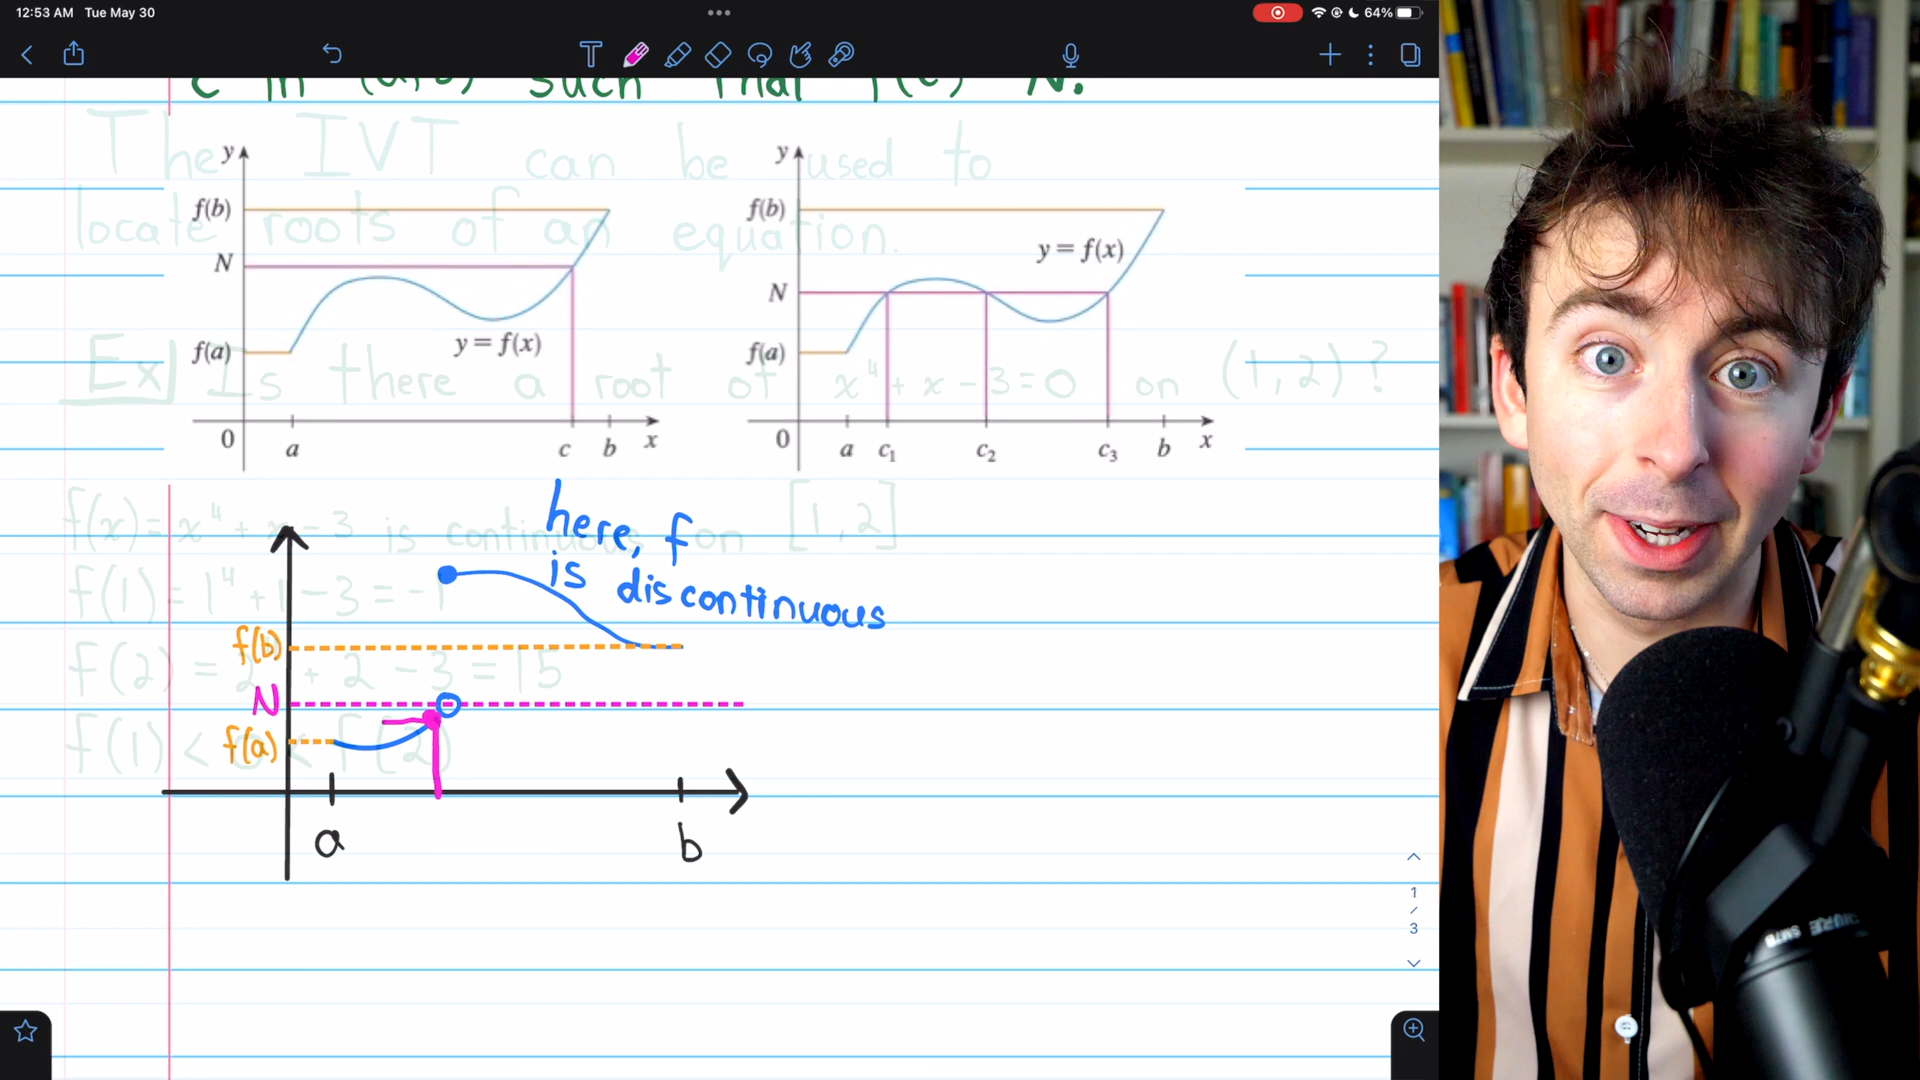 12:53 AM Tue May 30
64%
c in (a,b) such that f(c) N.
The IVT can be used to
locate roots of an equation.
y
f(b)
N
f(a)
y = f(x)
0
a
c
b
x
y
f(b)
y = f(x)
N
f(a)
0
a
c₁
c₂
c₃
b
x
Ex Is there a root of x⁴+x-3=0 on (1,2)?
f(x)=x⁴+x-3 is continuous on [1,2]
f(1)=1⁴+1-3=-1
f(2)=2⁴+2-3=15
f(1)<0<f(2)
here, f
is discontinuous
f(b)
N
f(a)
a
b
1
/
3
SHURE SM7B